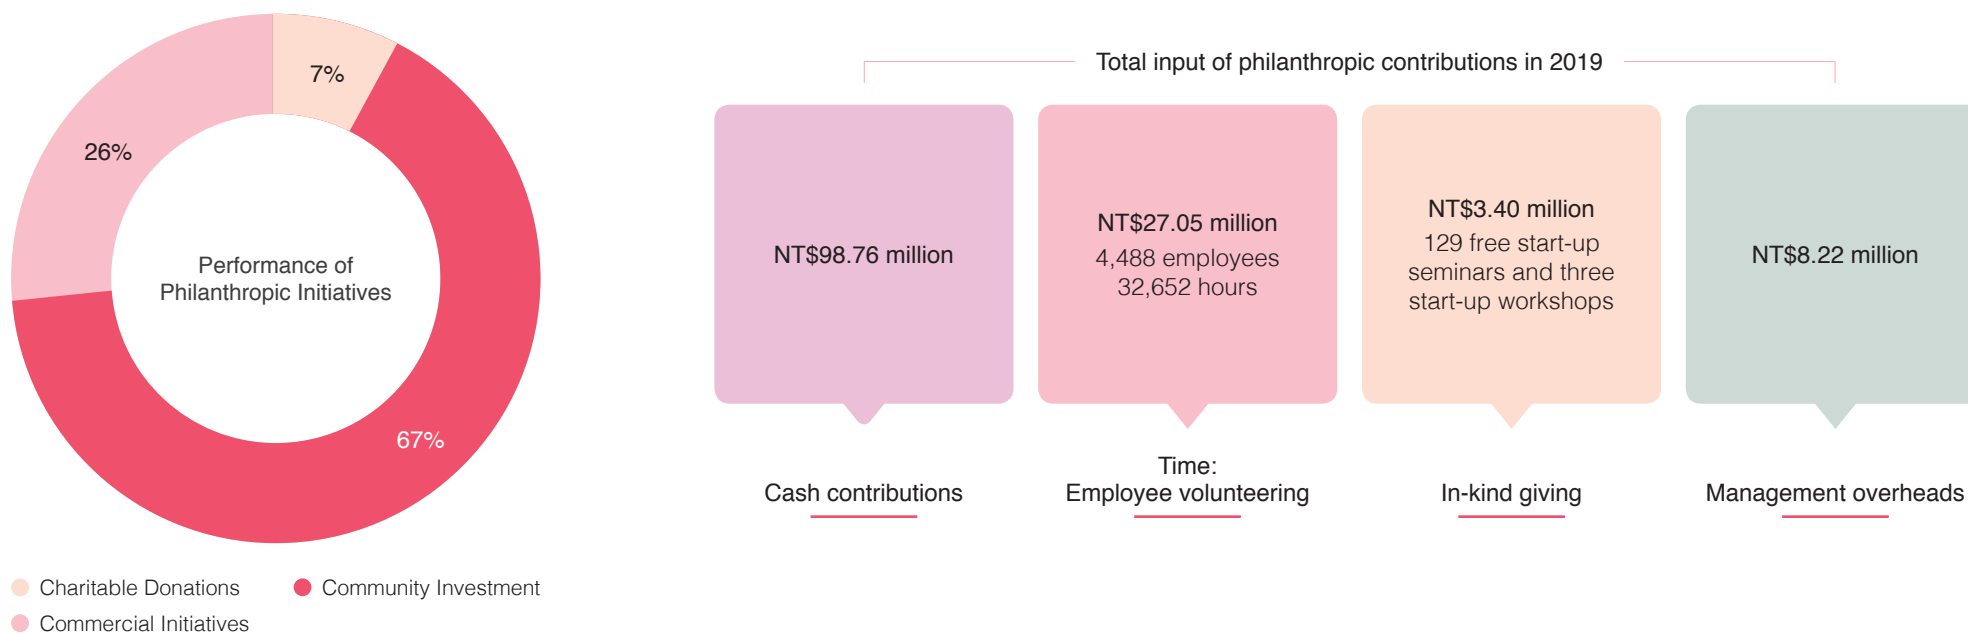 7%
26%
Performance of
Philanthropic Initiatives
67%
Charitable Donations
Community Investment
Commercial Initiatives
Total input of philanthropic contributions in 2019
NT$98.76 million
Cash contributions
NT$27.05 million
4,488 employees
32,652 hours
Time:
Employee volunteering
NT$3.40 million
129 free start-up
seminars and three
start-up workshops
In-kind giving
NT$8.22 million
Management overheads